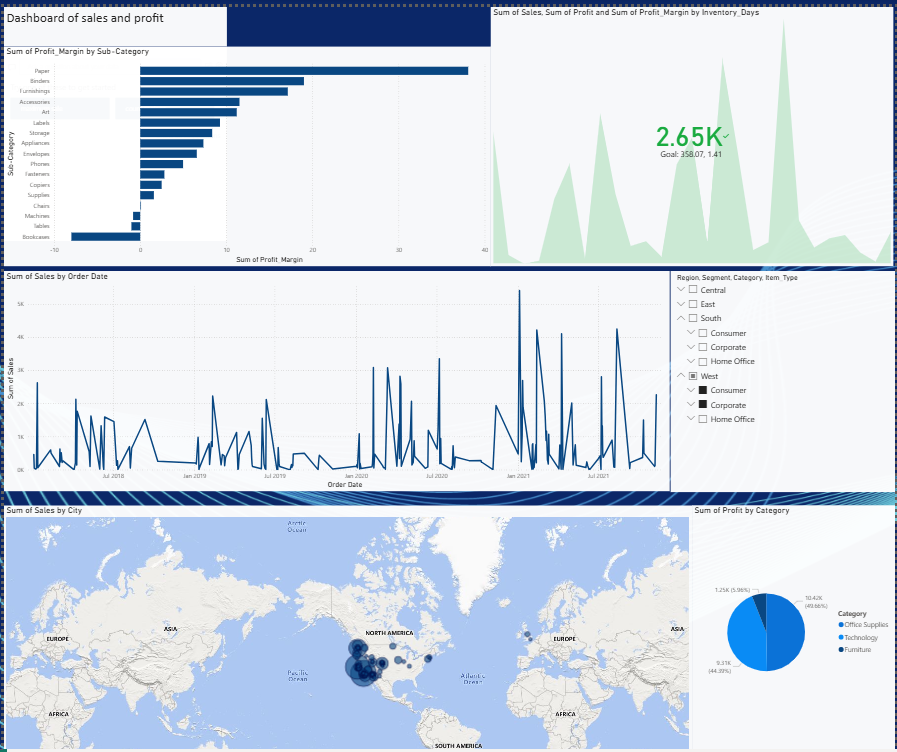 Dashboard of sales and profit
Sum of Profit_Margin by Sub-Category
Sub-Category
Paper
Binders
Furnishings
Accessories
Art
Labels
Storage
Appliances
Envelopes
Phones
Fasteners
Copiers
Supplies
Chairs
Machines
Tables
Bookcases
-10 0 10 20 30 40
Sum of Profit_Margin
Sum of Sales, Sum of Profit and Sum of Profit_Margin by Inventory_Days
2.65K
Goal: 358.07, 1.41
Sum of Sales by Order Date
Sum of Sales
5K
4K
3K
2K
1K
0K
Jul 2018 Jan 2019 Jul 2019 Jan 2020 Jul 2020 Jan 2021 Jul 2021
Order Date
Region, Segment, Category, Item_Type
Central
East
South
Consumer
Corporate
Home Office
West
Consumer
Corporate
Home Office
Sum of Sales by City
Arctic
Ocean
NORTH AMERICA
EUROPE
ASIA
EUROPE
ASIA
Pacific
Ocean
Atlantic
Ocean
AFRICA
AFRICA
SOUTH AMERICA
Sum of Profit by Category
1.25K (5.96%)
10.42K
(49.66%)
9.31K
(44.39%)
Category
Office Supplies
Technology
Furniture